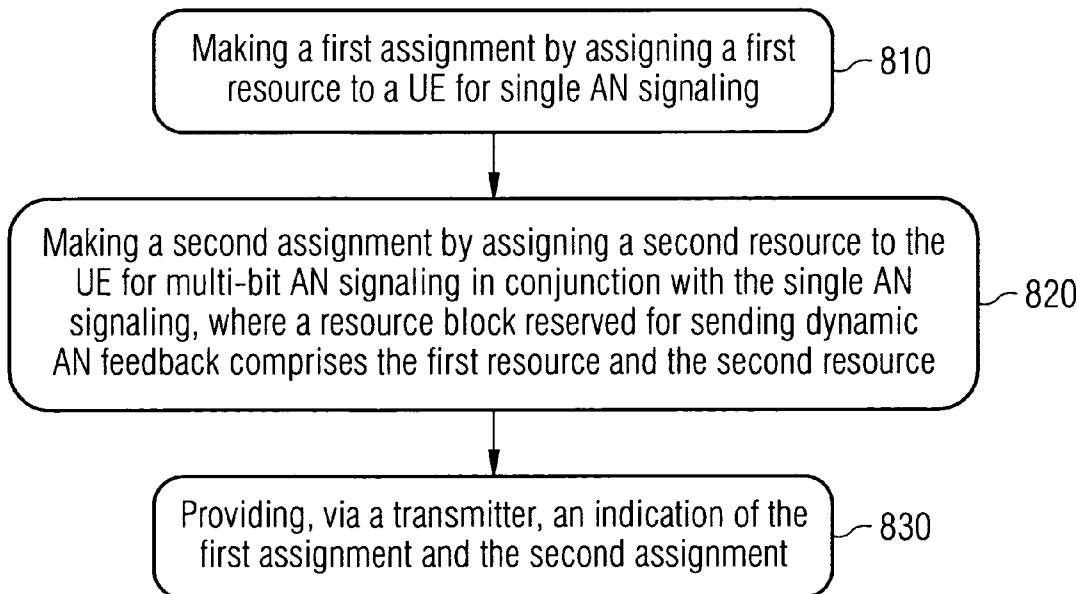 Making a first assignment by assigning a first
resource to a UE for single AN signaling
810
Making a second assignment by assigning a second resource to the
UE for multi-bit AN signaling in conjunction with the single AN
signaling, where a resource block reserved for sending dynamic
AN feedback comprises the first resource and the second resource
820
Providing, via a transmitter, an indication of the
first assignment and the second assignment
830